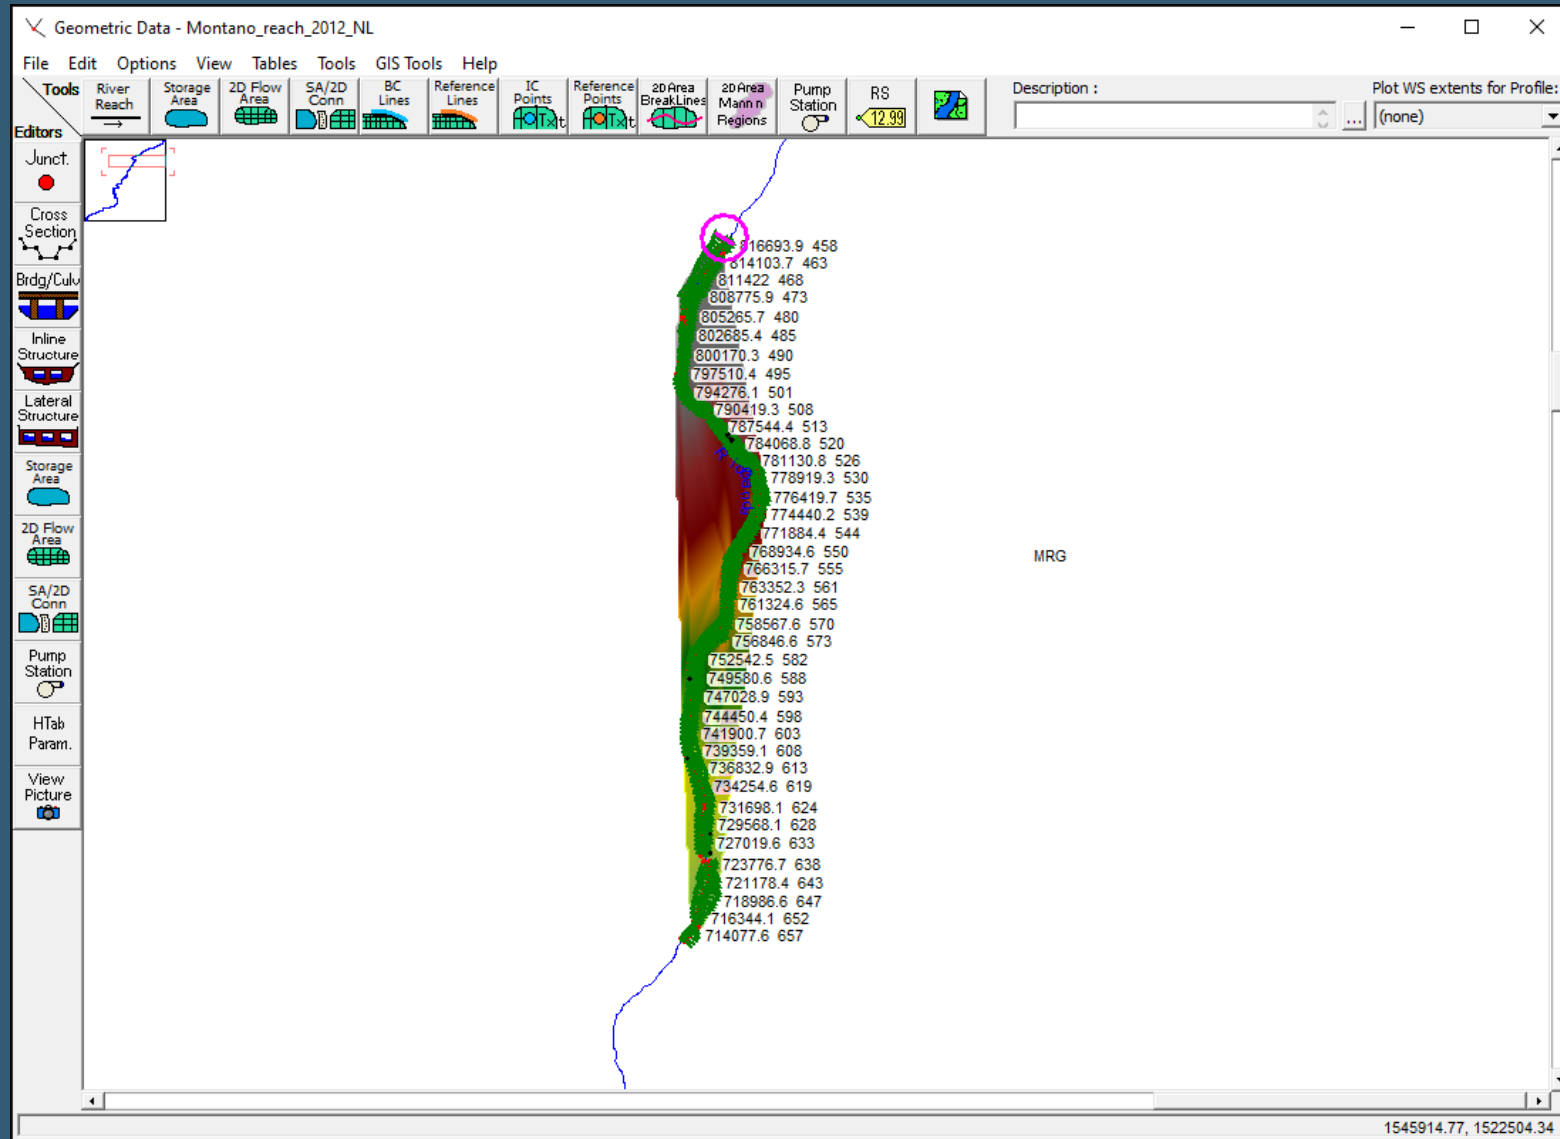 Geometric Data - Montano_reach_2012_NL
File Edit Options View Tables Tools GIS Tools Help
Tools
Editors
River
Reach
Storage
Area
2D Flow
Area
SA/2D
Conn
BC
Lines
Reference
Lines
IC
Points
Reference
Points
2D Area
BreakLines
2D Area
Mann n
Regions
Pump
Station
RS
12.99
Description :
...
Plot WS extents for Profile:
(none)
Junct.
Cross
Section
Brdg/Culv
Inline
Structure
Lateral
Structure
Storage
Area
2D Flow
Area
SA/2D
Conn
Pump
Station
HTab
Param.
View
Picture
816693.9 458
814103.7 463
811422 468
808775.9 473
805265.7 480
802685.4 485
800170.3 490
797510.4 495
794276.1 501
790419.3 508
787544.4 513
784068.8 520
781130.8 526
778919.3 530
776419.7 535
774440.2 539
771884.4 544
768934.6 550
766315.7 555
763352.3 561
761324.6 565
758567.6 570
756846.6 573
752542.5 582
749580.6 588
747028.9 593
744450.4 598
741900.7 603
739359.1 608
736832.9 613
734254.6 619
731698.1 624
729568.1 628
727019.6 633
723776.7 638
721178.4 643
718986.6 647
716344.1 652
714077.6 657
MRG
1545914.77, 1522504.34